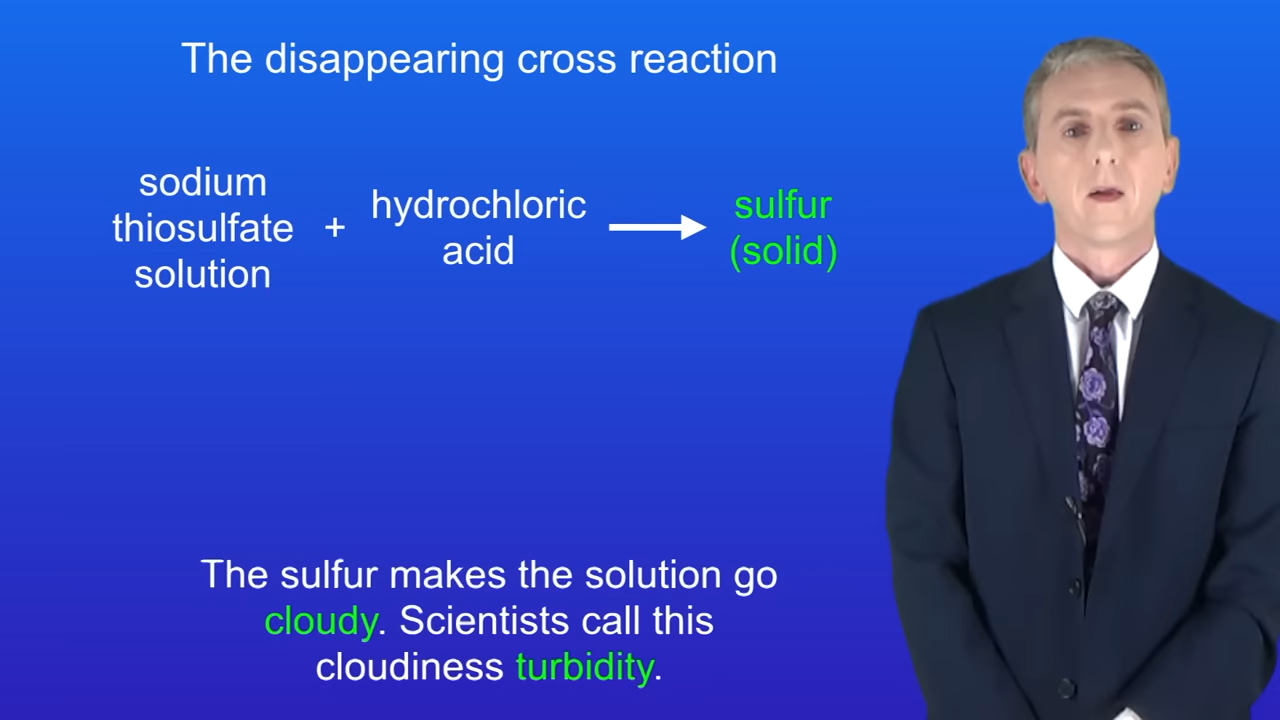 The disappearing cross reaction
sodium
thiosulfate
solution
+
hydrochloric
acid
sulfur
(solid)
The sulfur makes the solution go
cloudy. Scientists call this
cloudiness turbidity.